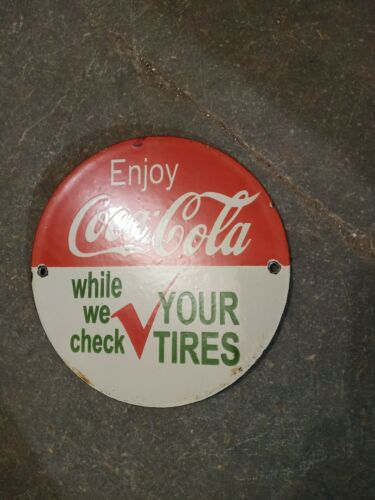 Enjoy
Coca-Cola
while
we
check
YOUR
TIRES